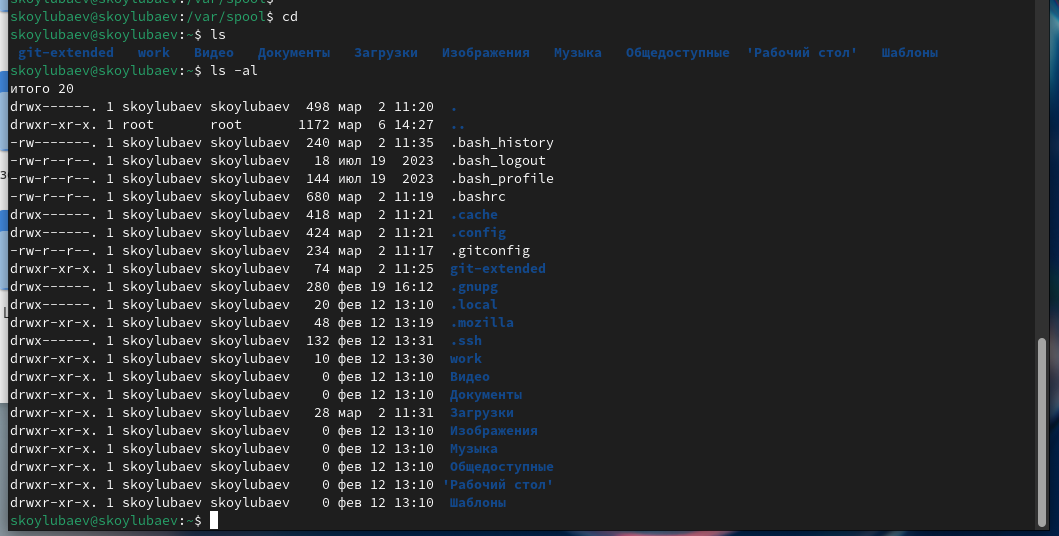 skoylubaev@skoylubaev:/var/spool$
skoylubaev@skoylubaev:/var/spool$ cd
skoylubaev@skoylubaev:~$ ls
git-extended work Видео Документы Загрузки Изображения Музыка Общедоступные 'Рабочий стол' Шаблоны
skoylubaev@skoylubaev:~$ ls -al
итого 20
drwx------. 1 skoylubaev skoylubaev 498 мар 2 11:20 .
drwxr-xr-x. 1 root root 1172 мар 6 14:27 ..
-rw-------. 1 skoylubaev skoylubaev 240 мар 2 11:35 .bash_history
-rw-r--r--. 1 skoylubaev skoylubaev 18 июл 19 2023 .bash_logout
-rw-r--r--. 1 skoylubaev skoylubaev 144 июл 19 2023 .bash_profile
-rw-r--r--. 1 skoylubaev skoylubaev 680 мар 2 11:19 .bashrc
drwx------. 1 skoylubaev skoylubaev 418 мар 2 11:21 .cache
drwx------. 1 skoylubaev skoylubaev 424 мар 2 11:21 .config
-rw-r--r--. 1 skoylubaev skoylubaev 234 мар 2 11:17 .gitconfig
drwxr-xr-x. 1 skoylubaev skoylubaev 74 мар 2 11:25 git-extended
drwx------. 1 skoylubaev skoylubaev 280 фев 19 16:12 .gnupg
drwx------. 1 skoylubaev skoylubaev 20 фев 12 13:10 .local
drwxr-xr-x. 1 skoylubaev skoylubaev 48 фев 12 13:19 .mozilla
drwx------. 1 skoylubaev skoylubaev 132 фев 12 13:31 .ssh
drwxr-xr-x. 1 skoylubaev skoylubaev 10 фев 12 13:30 work
drwxr-xr-x. 1 skoylubaev skoylubaev 0 фев 12 13:10 Видео
drwxr-xr-x. 1 skoylubaev skoylubaev 0 фев 12 13:10 Документы
drwxr-xr-x. 1 skoylubaev skoylubaev 28 мар 2 11:31 Загрузки
drwxr-xr-x. 1 skoylubaev skoylubaev 0 фев 12 13:10 Изображения
drwxr-xr-x. 1 skoylubaev skoylubaev 0 фев 12 13:10 Музыка
drwxr-xr-x. 1 skoylubaev skoylubaev 0 фев 12 13:10 Общедоступные
drwxr-xr-x. 1 skoylubaev skoylubaev 0 фев 12 13:10 'Рабочий стол'
drwxr-xr-x. 1 skoylubaev skoylubaev 0 фев 12 13:10 Шаблоны
skoylubaev@skoylubaev:~$